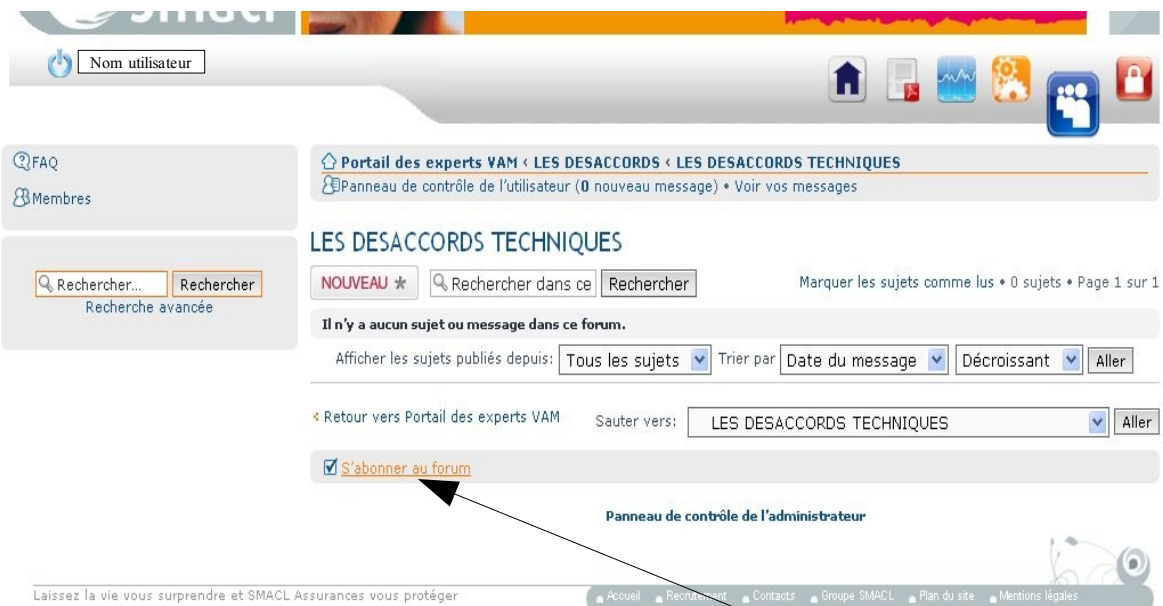 smacl
Nom utilisateur
FAQ
Membres
Rechercher... Rechercher
Recherche avancée
Portail des experts VAM ‹ LES DESACCORDS ‹ LES DESACCORDS TECHNIQUES
Panneau de contrôle de l'utilisateur (0 nouveau message) • Voir vos messages
LES DESACCORDS TECHNIQUES
NOUVEAU * Rechercher dans ce Rechercher Marquer les sujets comme lus • 0 sujets • Page 1 sur 1
Il n'y a aucun sujet ou message dans ce forum.
Afficher les sujets publiés depuis: Tous les sujets Trier par Date du message Décroissant Aller
Retour vers Portail des experts VAM Sauter vers: LES DESACCORDS TECHNIQUES Aller
S'abonner au forum
Panneau de contrôle de l'administrateur
Laissez la vie vous surprendre et SMACL Assurances vous protéger Accueil Recrutement Contacts Groupe SMACL Plan du site Mentions légales